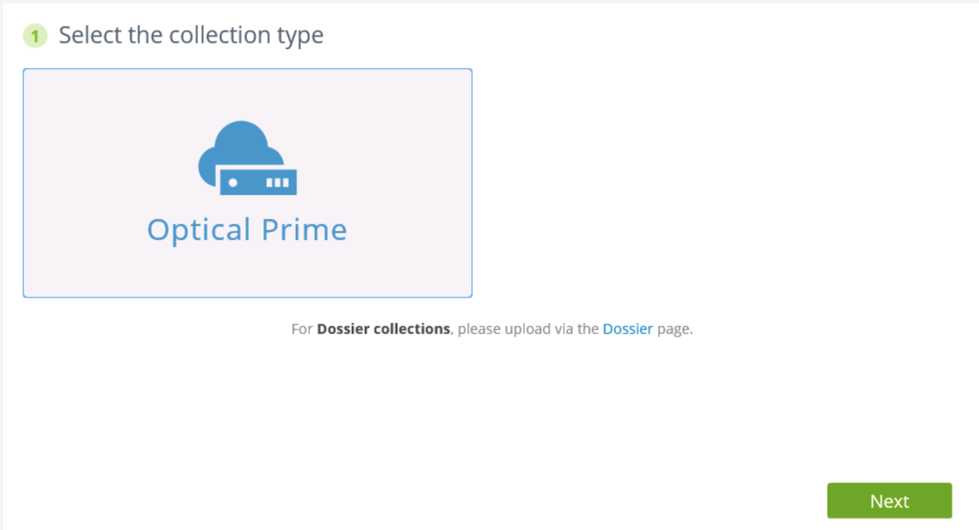 1 Select the collection type
Optical Prime
For Dossier collections, please upload via the Dossier page.
Next